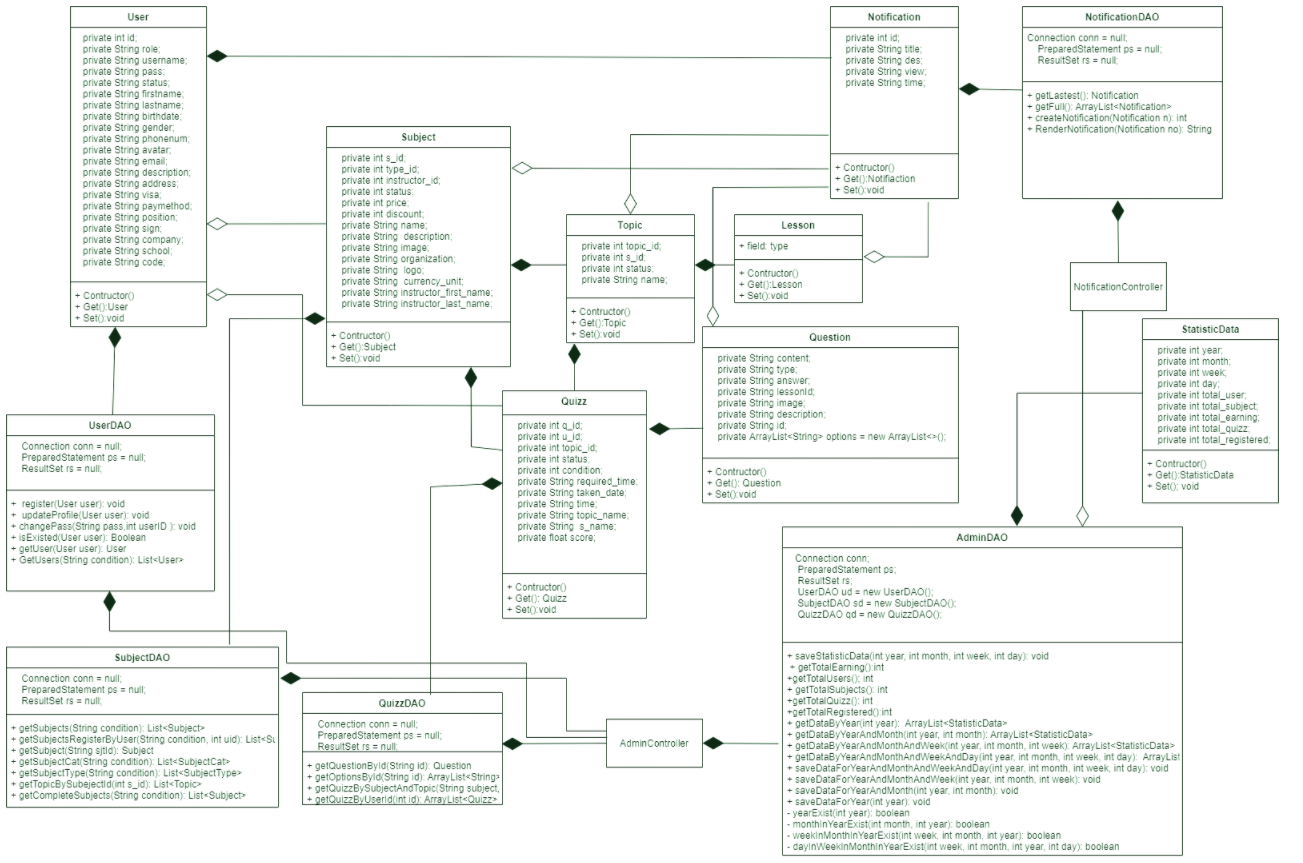 User
private int id;
private String role;
private String username;
private String pass;
private String status;
private String firstname;
private String lastname;
private String birthdate;
private String gender;
private String phonenum;
private String avatar;
private String email;
private String description;
private String address;
private String visa;
private String paymethod;
private String position;
private String sign;
private String company;
private String school;
private String code;
+ Contructor()
+ Get():User
+ Set():void
Subject
private int s_id;
private int type_id;
private int instructor_id;
private int status;
private int price;
private int discount;
private String name;
private String description;
private String image;
private String organization;
private String logo;
private String currency_unit;
private String instructor_first_name;
private String instructor_last_name;
+ Contructor()
+ Get():Subject
+ Set():void
Notification
private int id;
private String title;
private String des;
private String view;
private String time;
+ Contructor()
+ Get():Notifiaction
+ Set():void
NotificationDAO
Connection conn = null;
PreparedStatement ps = null;
ResultSet rs = null;
+ getLastest(): Notification
+ getFull(): ArrayList<Notification>
+ createNotification(Notification n): int
+ RenderNotification(Notification no): String
Topic
private int topic_id;
private int s_id;
private int status;
private String name;
+ Contructor()
+ Get():Topic
+ Set():void
Lesson
+ field: type
+ Contructor()
+ Get():Lesson
+ Set():void
NotificationController
Question
private String content;
private String type;
private String answer;
private String lessonId;
private String image;
private String description;
private String id;
private ArrayList<String> options = new ArrayList<>();
+ Contructor()
+ Get(): Question
+ Set():void
StatisticData
private int year;
private int month;
private int week;
private int day;
private int total_user;
private int total_subject;
private int total_earning;
private int total_quizz;
private int total_registered;
+ Contructor()
+ Get():StatisticData
+ Set(): void
Quizz
private int q_id;
private int u_id;
private int topic_id;
private int status;
private int condition;
private String required_time;
private String taken_date;
private String time;
private String topic_name;
private String s_name;
private float score;
+ Contructor()
+ Get(): Quizz
+ Set():void
UserDAO
Connection conn = null;
PreparedStatement ps = null;
ResultSet rs = null;
+ register(User user): void
+ updateProfile(User user): void
+ changePass(String pass,int userID ): void
+ isExisted(User user): Boolean
+ getUser(User user): User
+ GetUsers(String condition): List<User>
SubjectDAO
Connection conn = null;
PreparedStatement ps = null;
ResultSet rs = null;
+ getSubjects(String condition): List<Subject>
+ getSubjectsRegisterByUser(String condition, int uid): List<Su
+ getSubject(String sjtId): Subject
+ getSubjectCat(String condition): List<SubjectCat>
+ getSubjectType(String condition): List<SubjectType>
+ getTopicBySubejectId(int s_id): List<Topic>
+ getCompleteSubjects(String condition): List<Subject>
QuizzDAO
Connection conn = null;
PreparedStatement ps = null;
ResultSet rs = null;
+ getQuestionById(String id): Question
+ getOptionsById(String id): ArrayList<String>
+ getQuizzBySubjectAndTopic(String subject,
+ getQuizzByUserId(int id): ArrayList<Quizz>
AdminController
AdminDAO
Connection conn;
PreparedStatement ps;
ResultSet rs;
UserDAO ud = new UserDAO();
SubjectDAO sd = new SubjectDAO();
QuizzDAO qd = new QuizzDAO();
+ saveStatisticData(int year, int month, int week, int day): void
+ getTotalEarning():int
+getTotalUsers(): int
+ getTotalSubjects(): int
+getTotalQuizz(): int
+getTotalRegistered():int
+ getDataByYear(int year): ArrayList<StatisticData>
+ getDataByYearAndMonth(int year, int month): ArrayList<StatisticData>
+ getDataByYearAndMonthAndWeek(int year, int month, int week): ArrayList<StatisticData>
+ getDataByYearAndMonthAndWeekAndDay(int year, int month, int week, int day): ArrayList
+ saveDataForYearAndMonthAndWeekAndDay(int year, int month, int week, int day): void
+ saveDataForYearAndMonthAndWeek(int year, int month, int week): void
+ saveDataForYearAndMonth(int year, int month): void
+ saveDataForYear(int year): void
- yearExist(int year): boolean
- monthInYearExist(int month, int year): boolean
- weekInMonthInYearExist(int week, int month, int year): boolean
- dayInWeekInMonthInYearExist(int week, int month, int year, int day): boolean